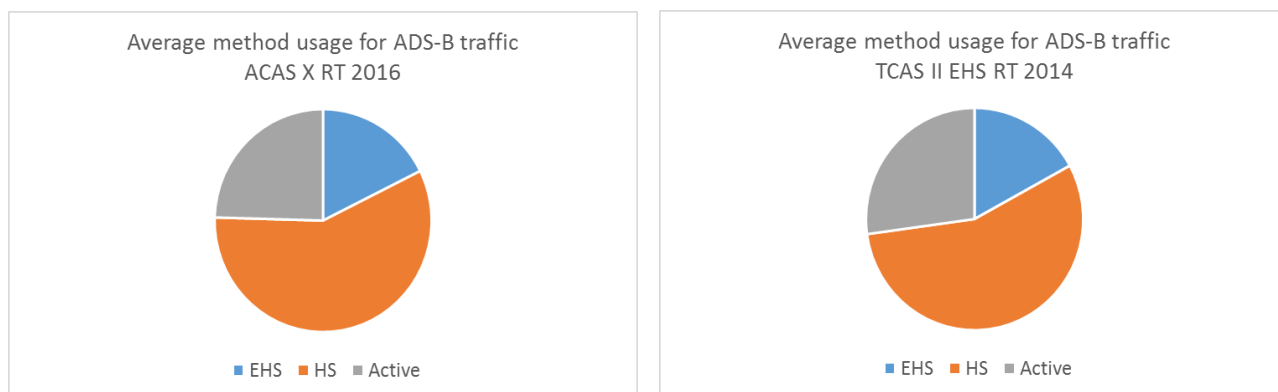 Average method usage for ADS-B traffic
ACAS X RT 2016
EHS HS Active
Average method usage for ADS-B traffic
TCAS II EHS RT 2014
EHS HS Active